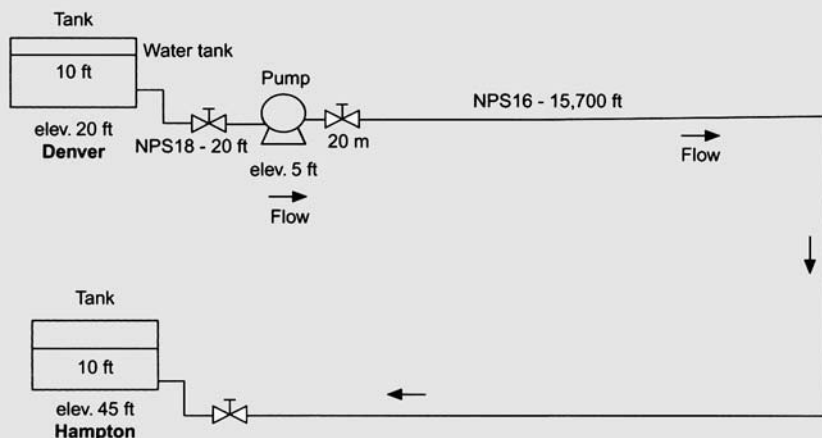 Tank
Water tank
10 ft
Pump
NPS16 - 15,700 ft
elev. 20 ft
NPS18 - 20 ft
20 m
Denver
elev. 5 ft
Flow
Flow
Tank
10 ft
elev. 45 ft
Hampton